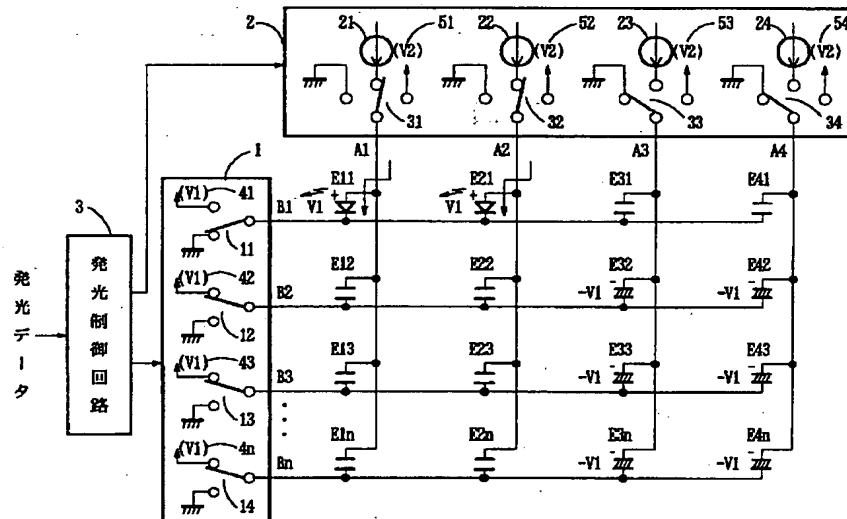 21 51 22 52 23 53 24 54
2 (V2) (V2) (V2) (V2)
31 32 33 34
A1 A2 A3 A4
1
(V1) 41
B1
11
E11 + V1
E21 + V1
E31
E41
3
発光データ
発光制御回路
(V1) 42
B2
12
E12
E22
E32 - -V1
E42 - -V1
(V1) 43
B3
13
E13
E23
E33 - -V1
E43 - -V1
(V1) 4n
Bn
14
E1n
E2n
E3n - -V1
E4n - -V1